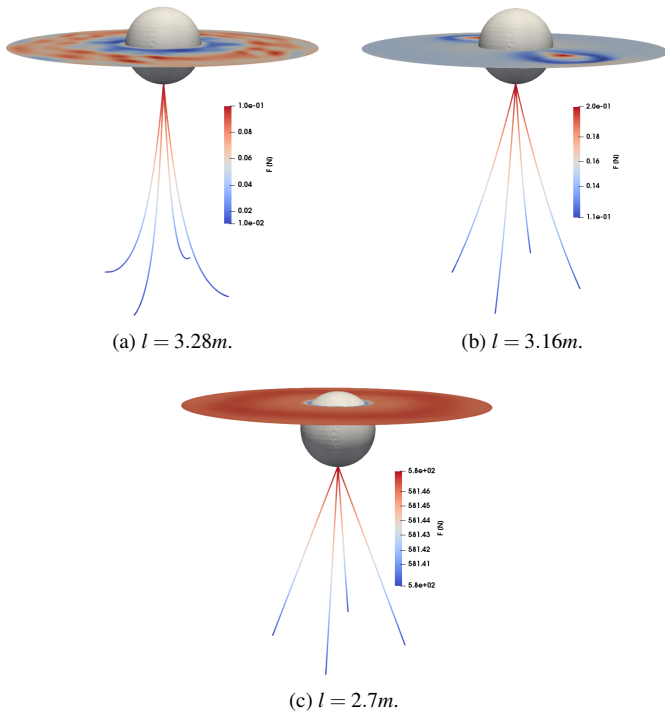 1.0e-01
0.08
0.06
0.04
0.02
1.0e-02
F (N)
2.0e-01
0.18
0.16
0.14
1.1e-01
F (N)
(a) l = 3.28m.
(b) l = 3.16m.
5.8e+02
581.46
581.45
581.44
581.43
581.42
581.41
5.8e+02
F (N)
(c) l = 2.7m.